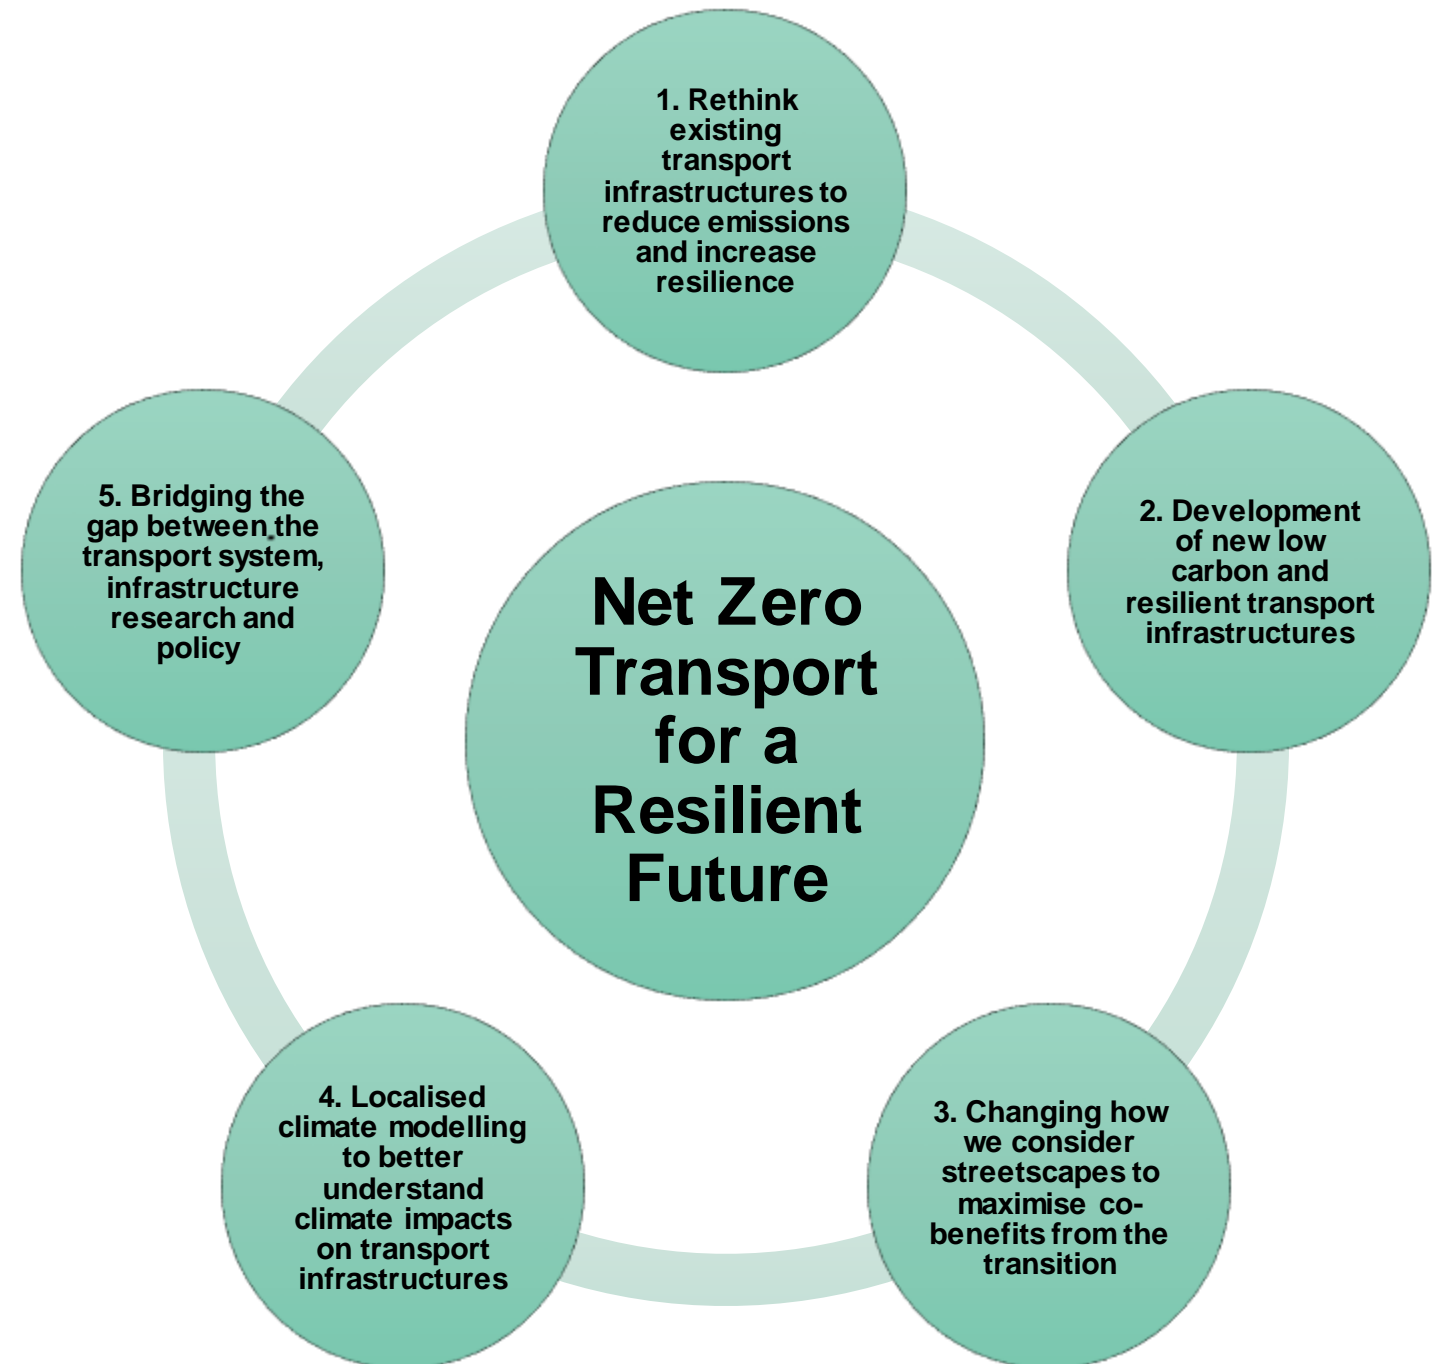 1. Rethink
existing
transport
infrastructures to
reduce emissions
and increase
resilience
2. Development
of new low
carbon and
resilient transport
infrastructures
3. Changing how
we consider
streetscapes to
maximise co-
benefits from the
transition
4. Localised
climate modelling
to better
understand
climate impacts
on transport
infrastructures
5. Bridging the
gap between the
transport system,
infrastructure
research and
policy
Net Zero
Transport
for a
Resilient
Future